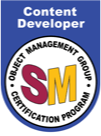 Content
Developer
OBJECT MANAGEMENT GROUP
SM
CERTIFICATION PROGRAM